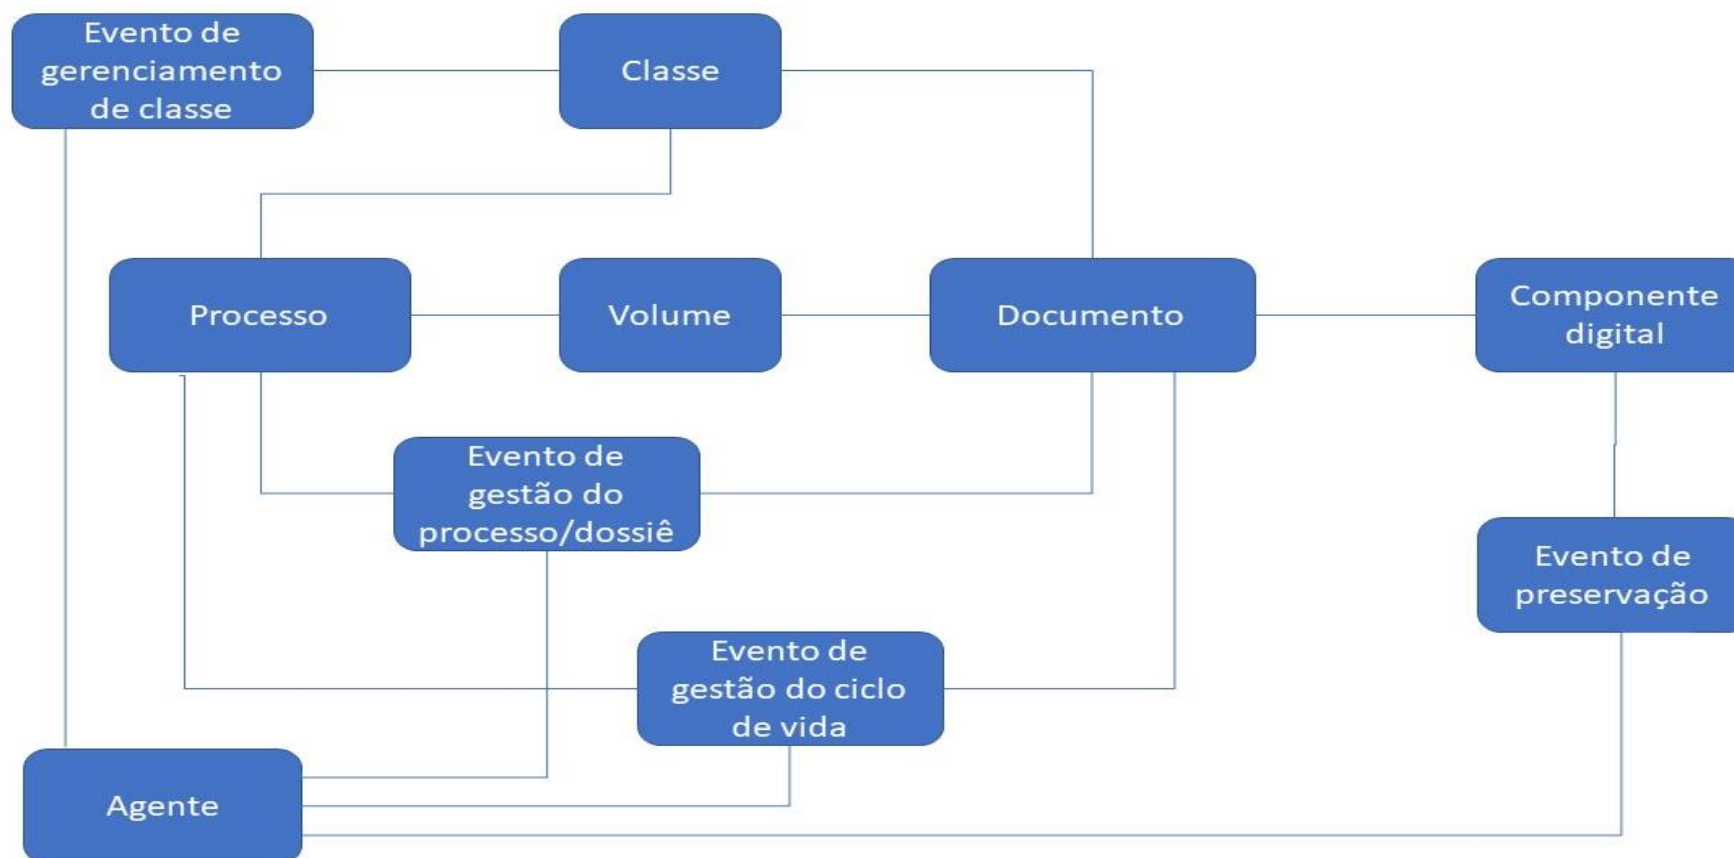 Evento de
gerenciamento
de classe
Classe
Processo
Volume
Documento
Componente
digital
Evento de
gestão do
processo/dossiê
Evento de
preservação
Evento de
gestão do ciclo
de vida
Agente